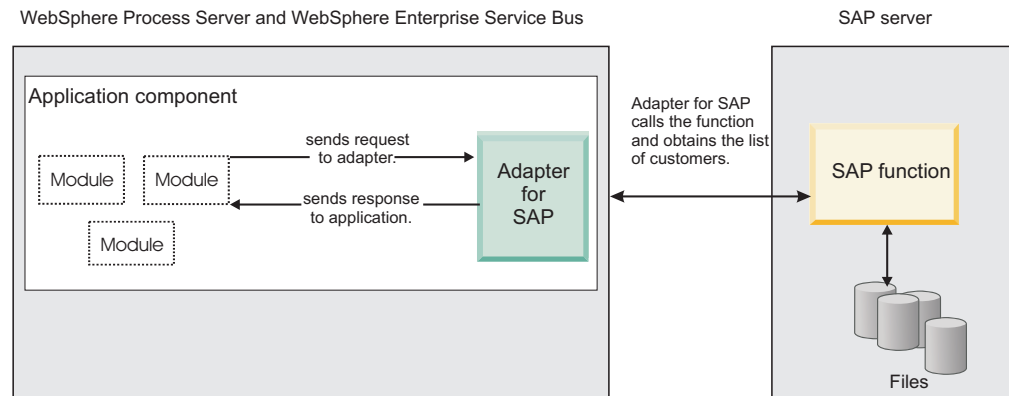 WebSphere Process Server and WebSphere Enterprise Service Bus
SAP server
Application component
sends request
to adapter.
Module
Module
Module
sends response
to application.
Adapter
for
SAP
Adapter for SAP
calls the function
and obtains the list
of customers.
SAP function
Files